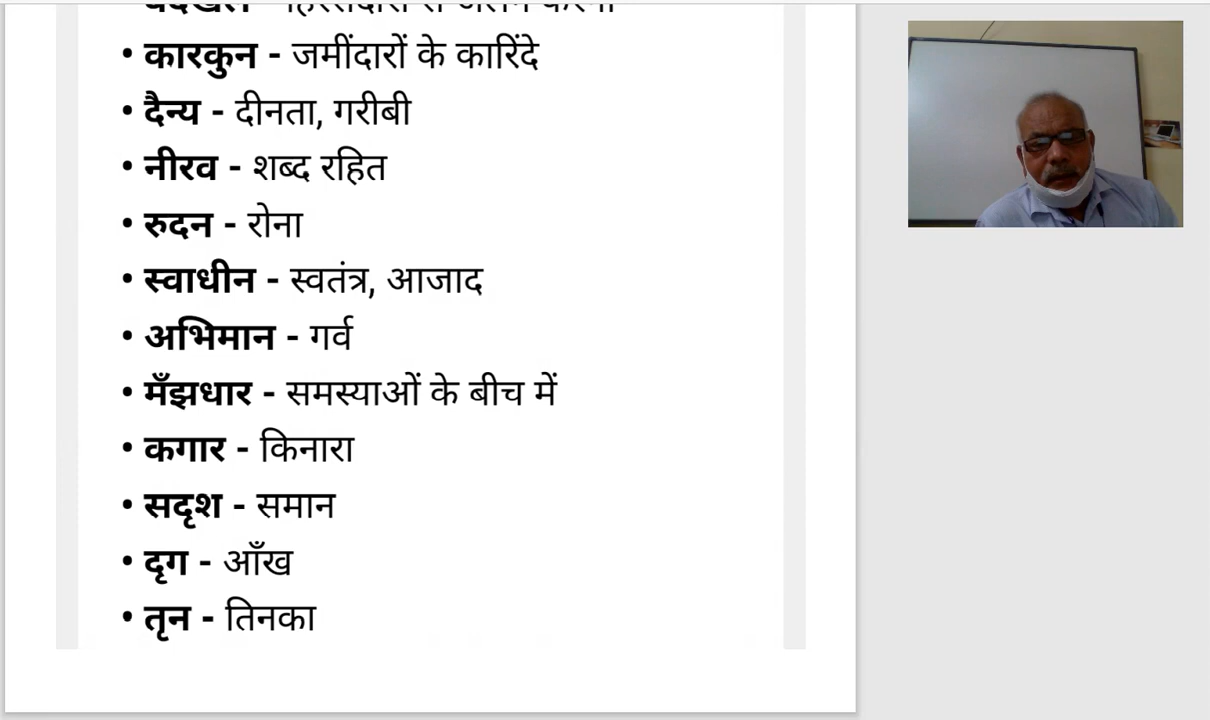 • कारकुन - जमींदारों के कारिंदे
• दैन्य - दीनता, गरीबी
• नीरव - शब्द रहित
• रुदन - रोना
• स्वाधीन - स्वतंत्र, आजाद
• अभिमान - गर्व
• मँझधार - समस्याओं के बीच में
• कगार - किनारा
• सदृश - समान
• दृग - आँख
• तृन - तिनका